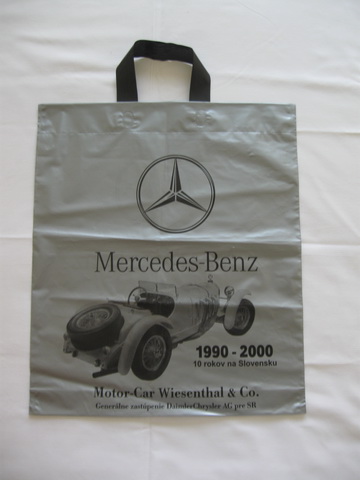 Mercedes-Benz
1990 - 2000
10 rokov na Slovensku
Motor-Car Wiesenthal & Co.
Generálne zastúpenie DaimlerChrysler AG pre SR